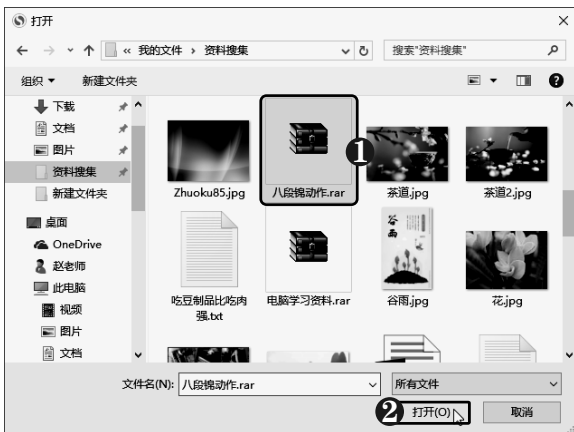 打开
« 我的文件 › 资料搜集
搜索"资料搜集"
组织 新建文件夹
下载
文档
图片
资料搜集
新建文件夹
桌面
OneDrive
赵老师
此电脑
视频
图片
文档
Zhuoku85.jpg
八段锦动作.rar
茶道.jpg
茶道2.jpg
1
谷雨
吃豆制品比吃肉
强.txt
电脑学习资料.rar
谷雨.jpg
花.jpg
文件名(N): 八段锦动作.rar
所有文件
2
打开(O)
取消